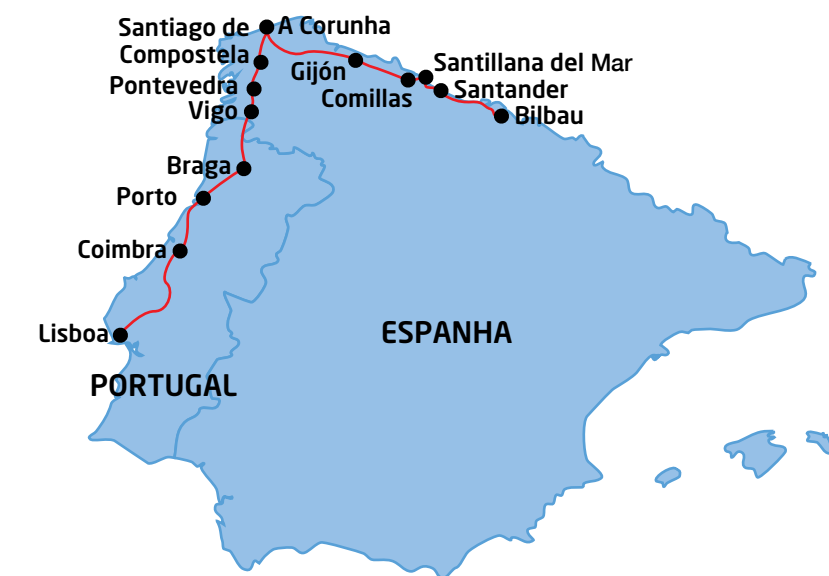 Santiago de
Compostela
A Corunha
Pontevedra
Vigo
Gijón
Comillas
Santillana del Mar
Santander
Bilbau
Braga
Porto
Coimbra
Lisboa
ESPANHA
PORTUGAL